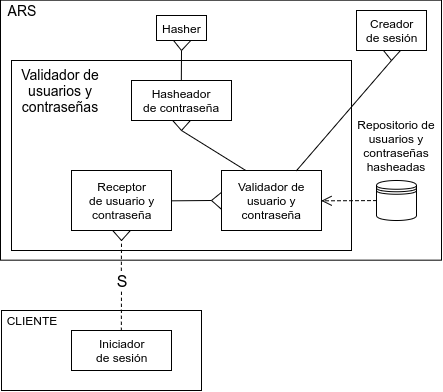 ARS
Hasher
Creador
de sesión
Validador de
usuarios y
contraseñas
Hasheador
de contraseña
Repositorio de
usuarios y
contraseñas
hasheadas
Receptor
de usuario y
contraseña
Validador de
usuario y
contraseña
S
CLIENTE
Iniciador
de sesión